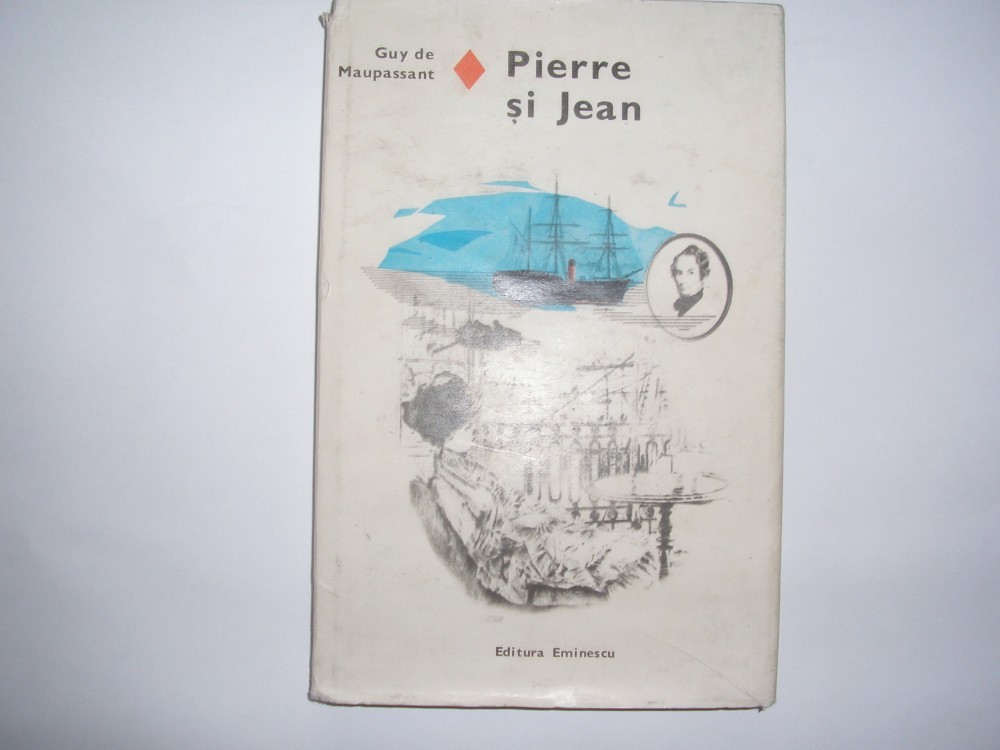 Guy de
Maupassant
Pierre
și Jean
Editura Eminescu